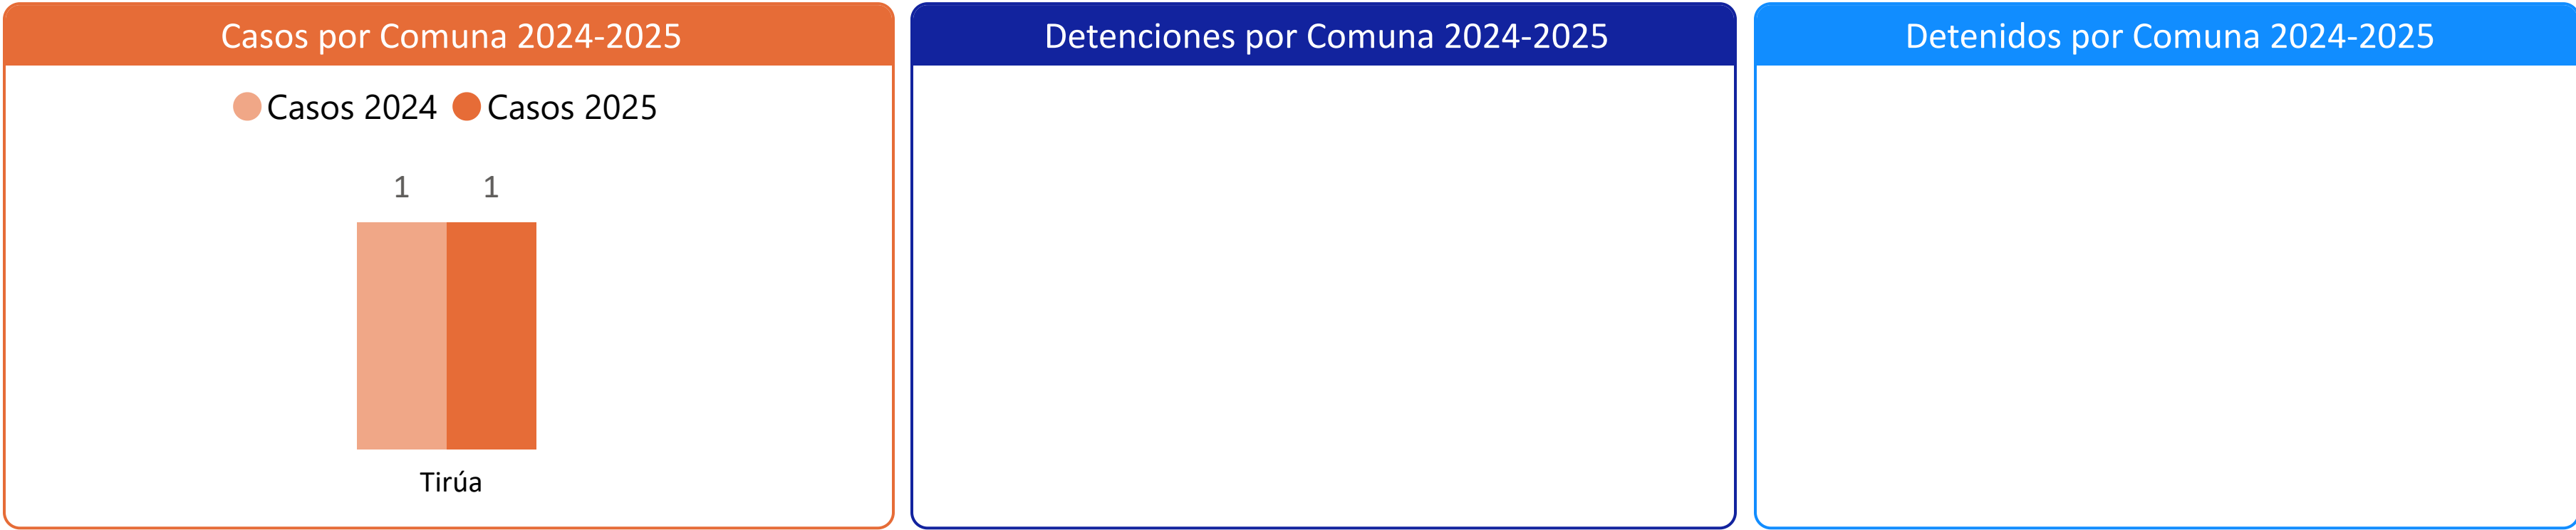 Casos por Comuna 2024-2025
Casos 2024 Casos 2025
1 1
Tirúa
Detenciones por Comuna 2024-2025
Detenidos por Comuna 2024-2025